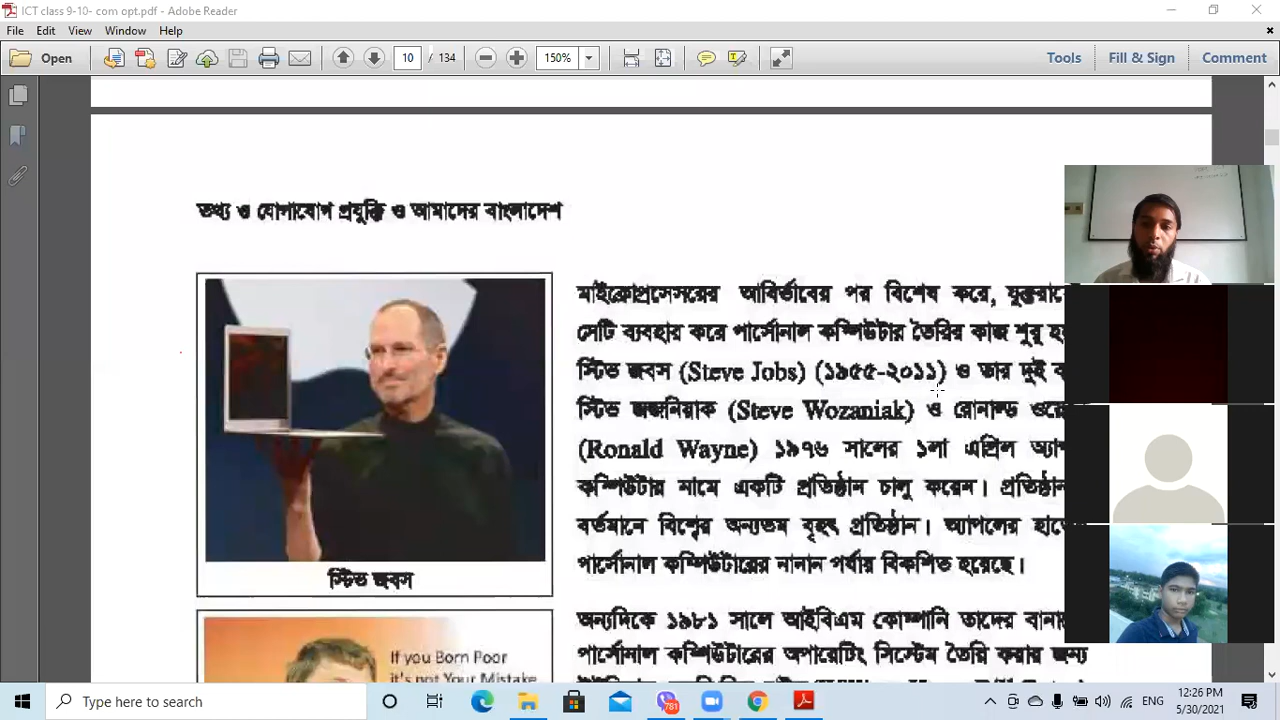 ICT class 9-10- com opt.pdf - Adobe Reader
File Edit View Window Help
Open 10 / 134 150% Tools Fill & Sign Comment
তথ্য ও যোগাযোগ প্রযুক্তি ও আমাদের বাংলাদেশ
মাইক্রোপ্রসেসরের আবির্ভাবের পর বিশেষ করে,
সেটি ব্যবহার করে পার্সোনাল কম্পিউটার তৈরির কাজ শুরু
স্টিভ জবস (Steve Jobs) (১৯৫৫-২০১১) ও তার দুই
স্টিভ জজনিয়াক (Steve Wozaniak) ও রোনাল্ড
(Ronald Wayne) ১৯৭৬ সালের ১লা এপ্রিল
কম্পিউটার নামে একটি প্রতিষ্ঠান চালু করেন।
বর্তমানে বিশ্বের অন্যতম বৃহৎ প্রতিষ্ঠান। অ্যাপলের
পার্সোনাল কম্পিউটারের নানান পর্যায় বিকশিত হয়েছে।
স্টিভ জবস
অন্যদিকে ১৯৮১ সালে আইবিএম কোম্পানি তাদের
পার্সোনাল কম্পিউটারের অপারেটিং সিস্টেম তৈরি করার জন্য
If you Born Poor
it's not Your Mistake
Type here to search
781
ENG
12:26 PM
5/30/2021